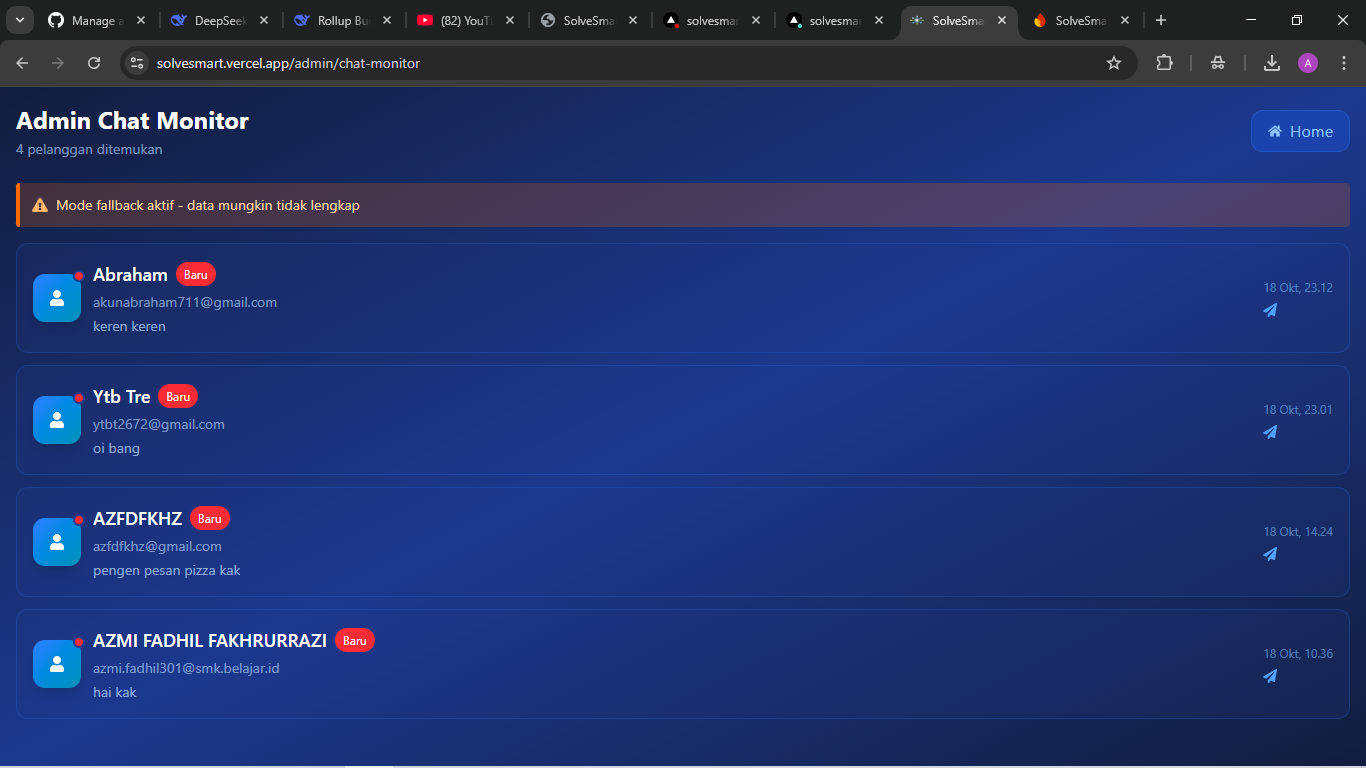 Manage a
DeepSeek
Rollup Bu
(82) YouTu
SolveSma
solvesmar
solvesmar
SolveSma
SolveSma
solvesmart.vercel.app/admin/chat-monitor
A
Admin Chat Monitor
4 pelanggan ditemukan
Home
Mode fallback aktif - data mungkin tidak lengkap
Abraham Baru
akunabraham711@gmail.com
keren keren
18 Okt, 23.12
Ytb Tre Baru
ytbt2672@gmail.com
oi bang
18 Okt, 23.01
AZFDFKHZ Baru
azfdfkhz@gmail.com
pengen pesan pizza kak
18 Okt, 14.24
AZMI FADHIL FAKHRURRAZI Baru
azmi.fadhil301@smk.belajar.id
hai kak
18 Okt, 10.36